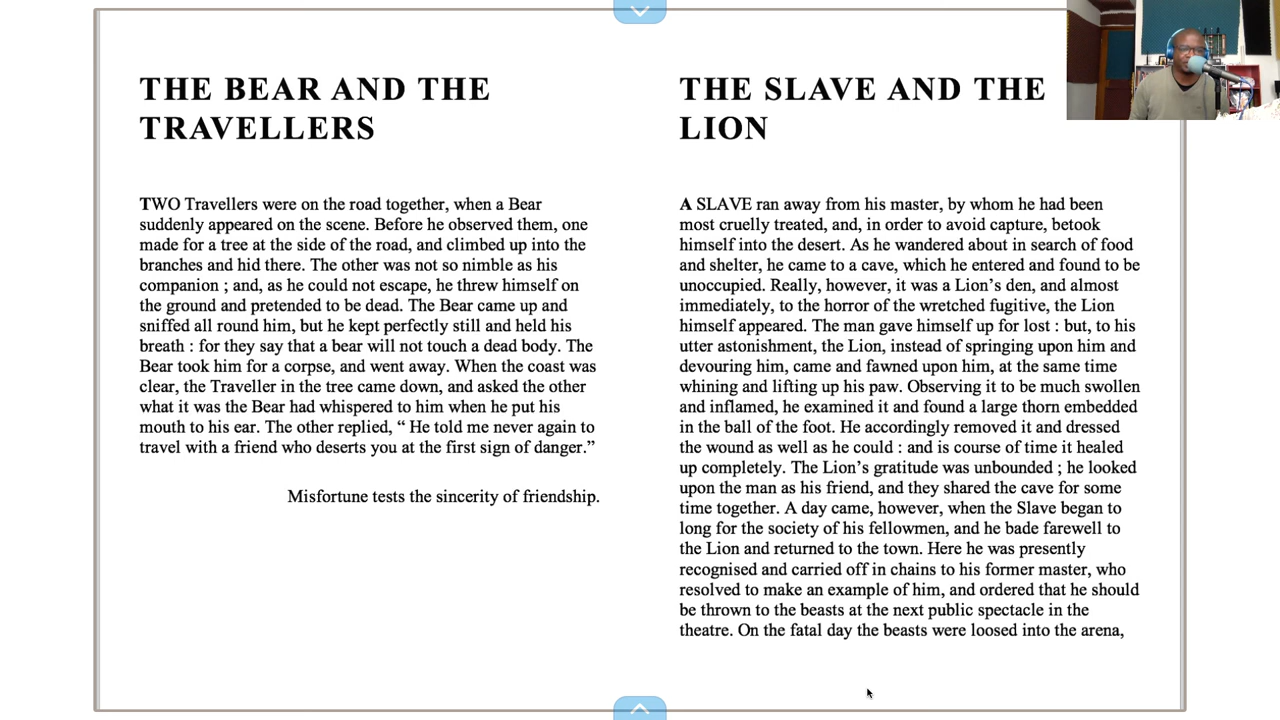 THE BEAR AND THE
TRAVELLERS
TWO Travellers were on the road together, when a Bear
suddenly appeared on the scene. Before he observed them, one
made for a tree at the side of the road, and climbed up into the
branches and hid there. The other was not so nimble as his
companion ; and, as he could not escape, he threw himself on
the ground and pretended to be dead. The Bear came up and
sniffed all round him, but he kept perfectly still and held his
breath : for they say that a bear will not touch a dead body. The
Bear took him for a corpse, and went away. When the coast was
clear, the Traveller in the tree came down, and asked the other
what it was the Bear had whispered to him when he put his
mouth to his ear. The other replied, “ He told me never again to
travel with a friend who deserts you at the first sign of danger.”
Misfortune tests the sincerity of friendship.
THE SLAVE AND THE
LION
A SLAVE ran away from his master, by whom he had been
most cruelly treated, and, in order to avoid capture, betook
himself into the desert. As he wandered about in search of food
and shelter, he came to a cave, which he entered and found to be
unoccupied. Really, however, it was a Lion’s den, and almost
immediately, to the horror of the wretched fugitive, the Lion
himself appeared. The man gave himself up for lost : but, to his
utter astonishment, the Lion, instead of springing upon him and
devouring him, came and fawned upon him, at the same time
whining and lifting up his paw. Observing it to be much swollen
and inflamed, he examined it and found a large thorn embedded
in the ball of the foot. He accordingly removed it and dressed
the wound as well as he could : and is course of time it healed
up completely. The Lion’s gratitude was unbounded ; he looked
upon the man as his friend, and they shared the cave for some
time together. A day came, however, when the Slave began to
long for the society of his fellowmen, and he bade farewell to
the Lion and returned to the town. Here he was presently
recognised and carried off in chains to his former master, who
resolved to make an example of him, and ordered that he should
be thrown to the beasts at the next public spectacle in the
theatre. On the fatal day the beasts were loosed into the arena,